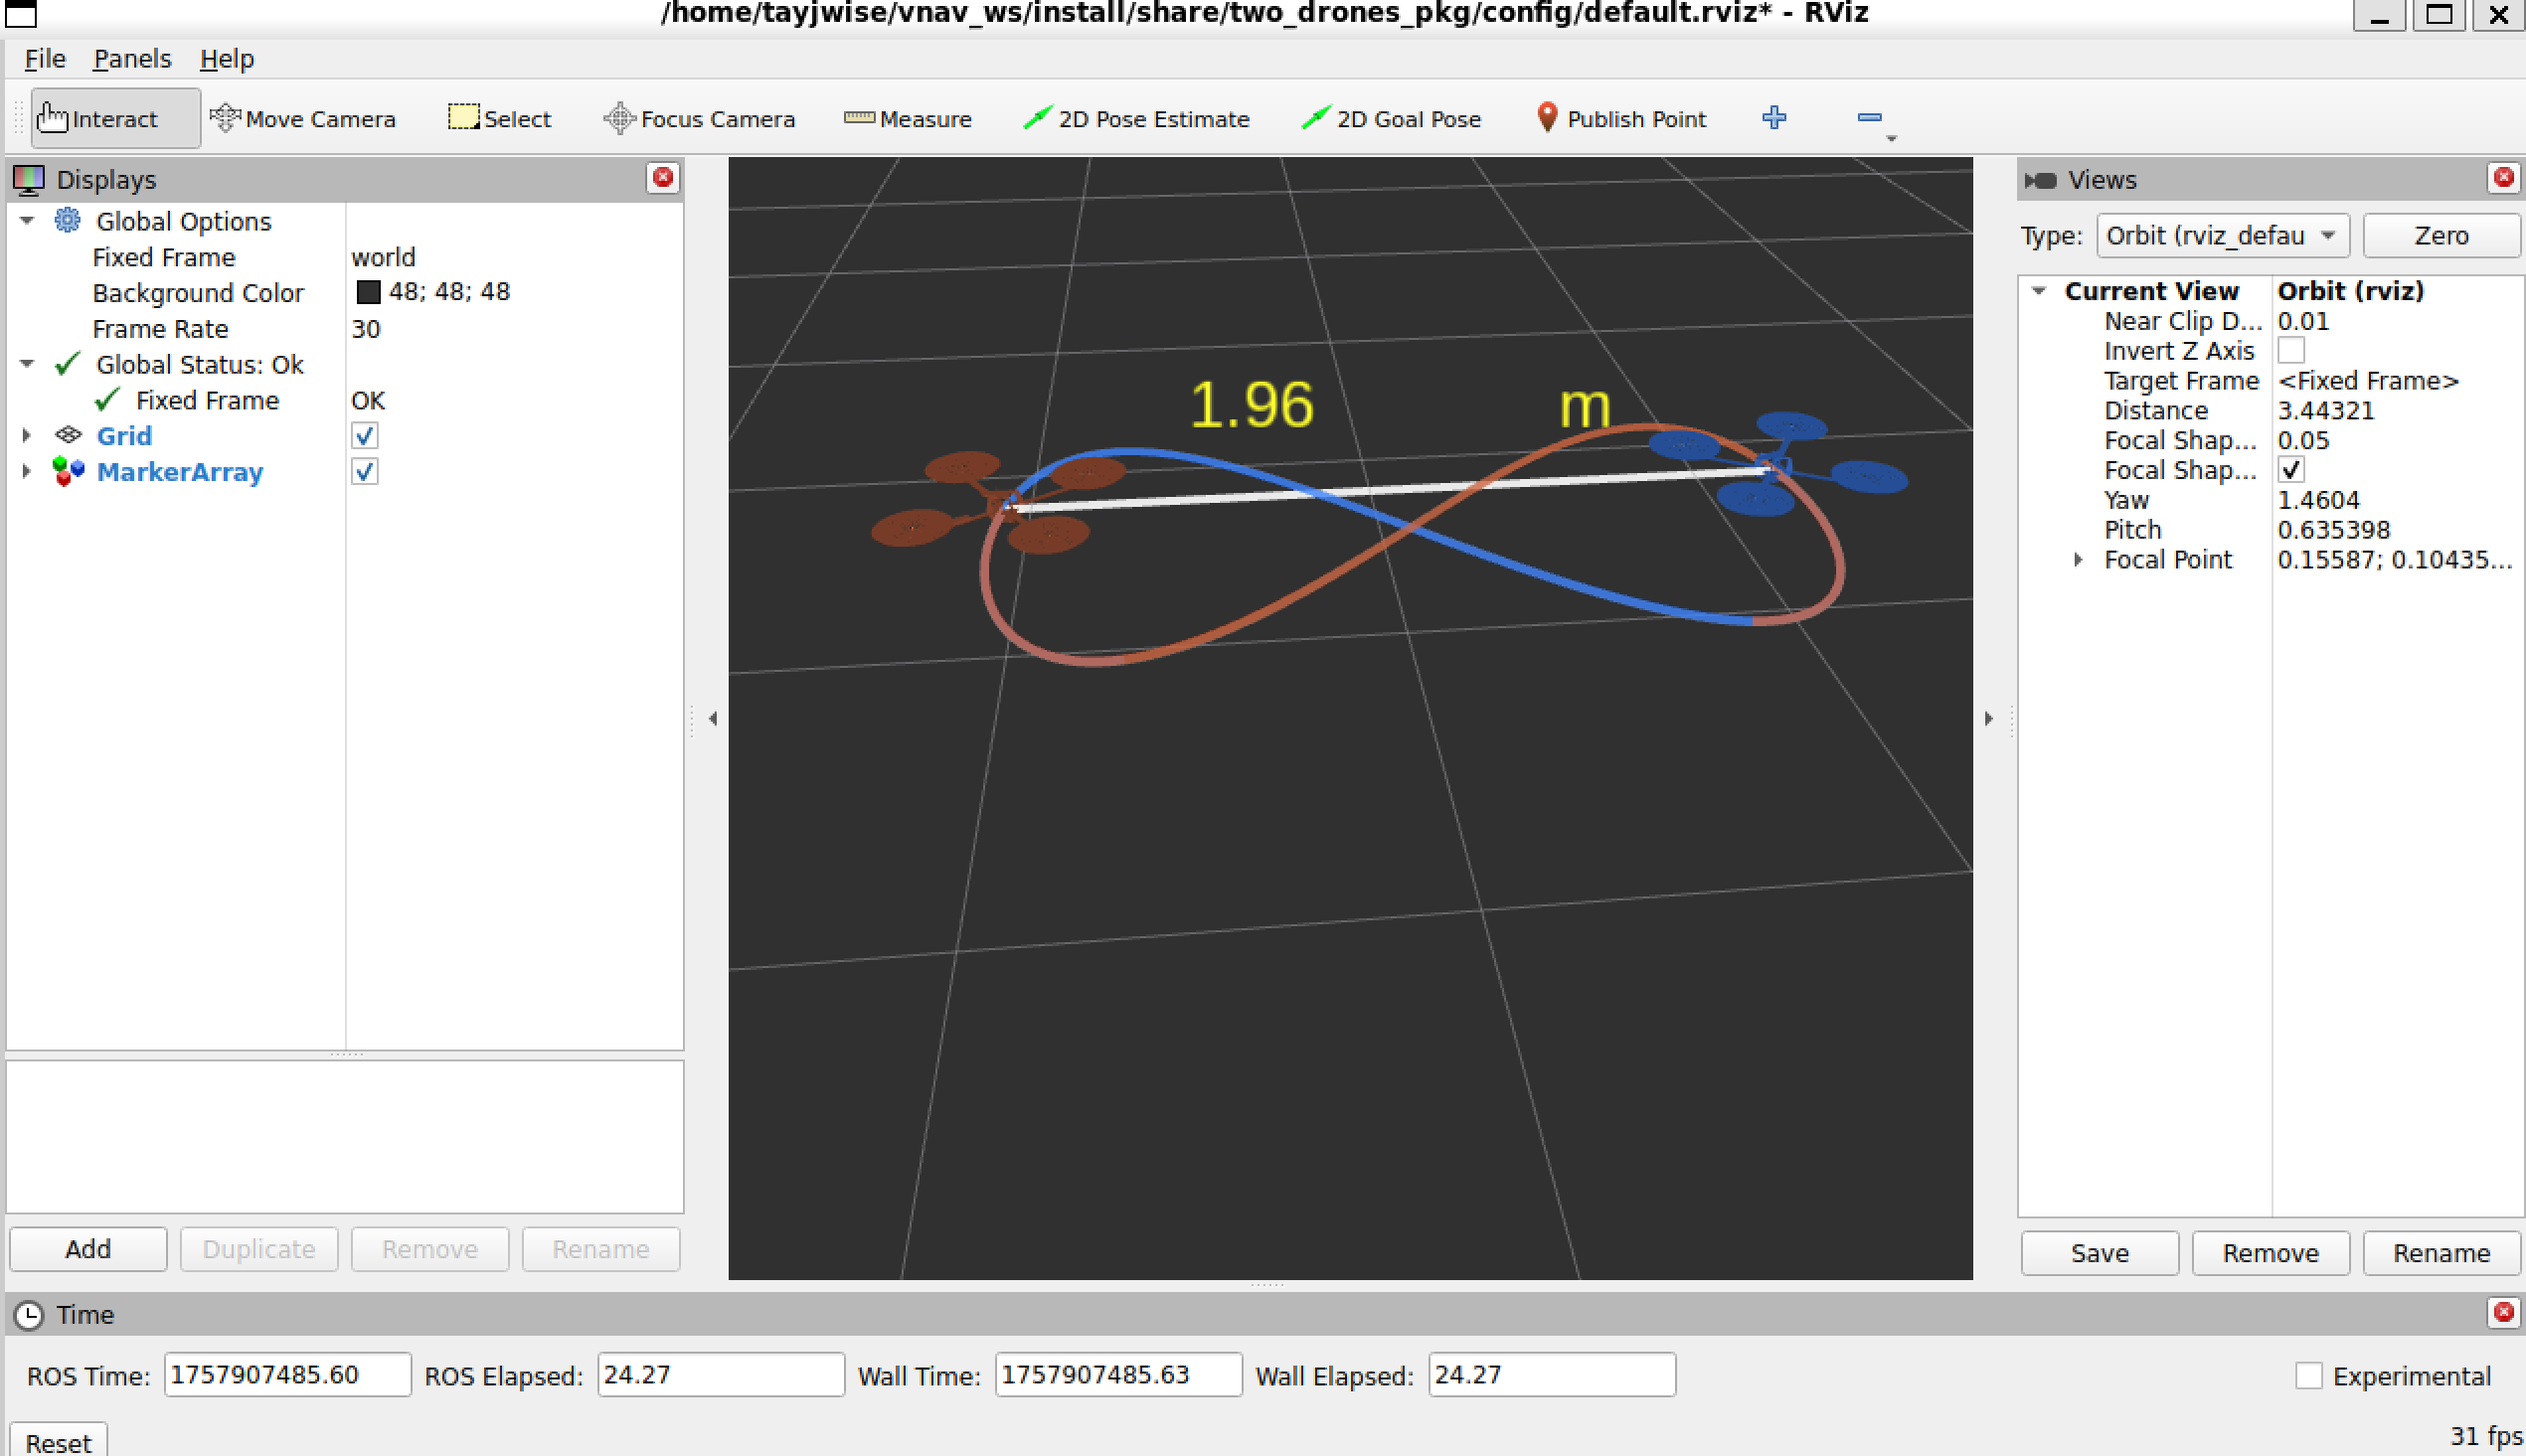 /home/tayjwise/vnav_ws/install/share/two_drones_pkg/config/default.rviz* - RViz
File Panels Help
Interact Move Camera Select Focus Camera Measure 2D Pose Estimate 2D Goal Pose Publish Point
Displays
Global Options
Fixed Frame world
Background Color 48; 48; 48
Frame Rate 30
Global Status: Ok
Fixed Frame OK
Grid
MarkerArray
Add Duplicate Remove Rename
1.96 m
Views
Type: Orbit (rviz_defau Zero
Current View Orbit (rviz)
Near Clip D... 0.01
Invert Z Axis
Target Frame <Fixed Frame>
Distance 3.44321
Focal Shap... 0.05
Focal Shap...
Yaw 1.4604
Pitch 0.635398
Focal Point 0.15587; 0.10435...
Save Remove Rename
Time
ROS Time: 1757907485.60 ROS Elapsed: 24.27 Wall Time: 1757907485.63 Wall Elapsed: 24.27 Experimental
Reset 31 fps